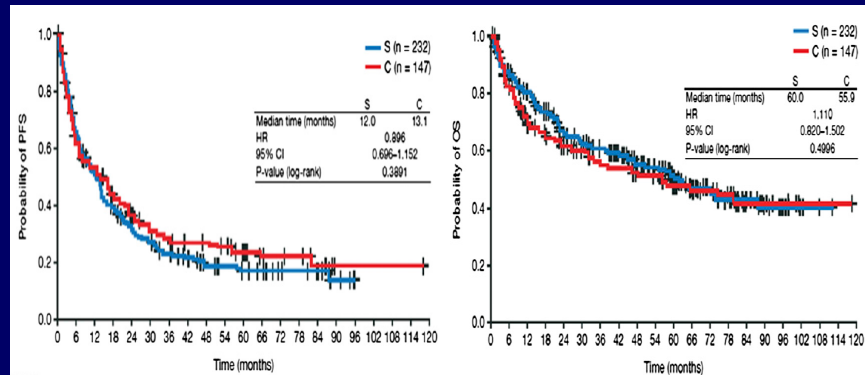 S (n = 232)
C (n = 147)
S C
Median time (months) 12.0 13.1
HR 0.896
95% CI 0.696–1.152
P-value (log-rank) 0.3891
Probability of PFS
1.0
0.8
0.6
0.4
0.2
0.0
0 6 12 18 24 30 36 42 48 54 60 66 72 78 84 90 96 102 108 114 120
Time (months)
S (n = 232)
C (n = 147)
S C
Median time (months) 60.0 55.9
HR 1.110
95% CI 0.820–1.502
P-value (log-rank) 0.4996
Probability of OS
1.0
0.8
0.6
0.4
0.2
0.0
0 6 12 18 24 30 36 42 48 54 60 66 72 78 84 90 96 102 108 114 120
Time (months)